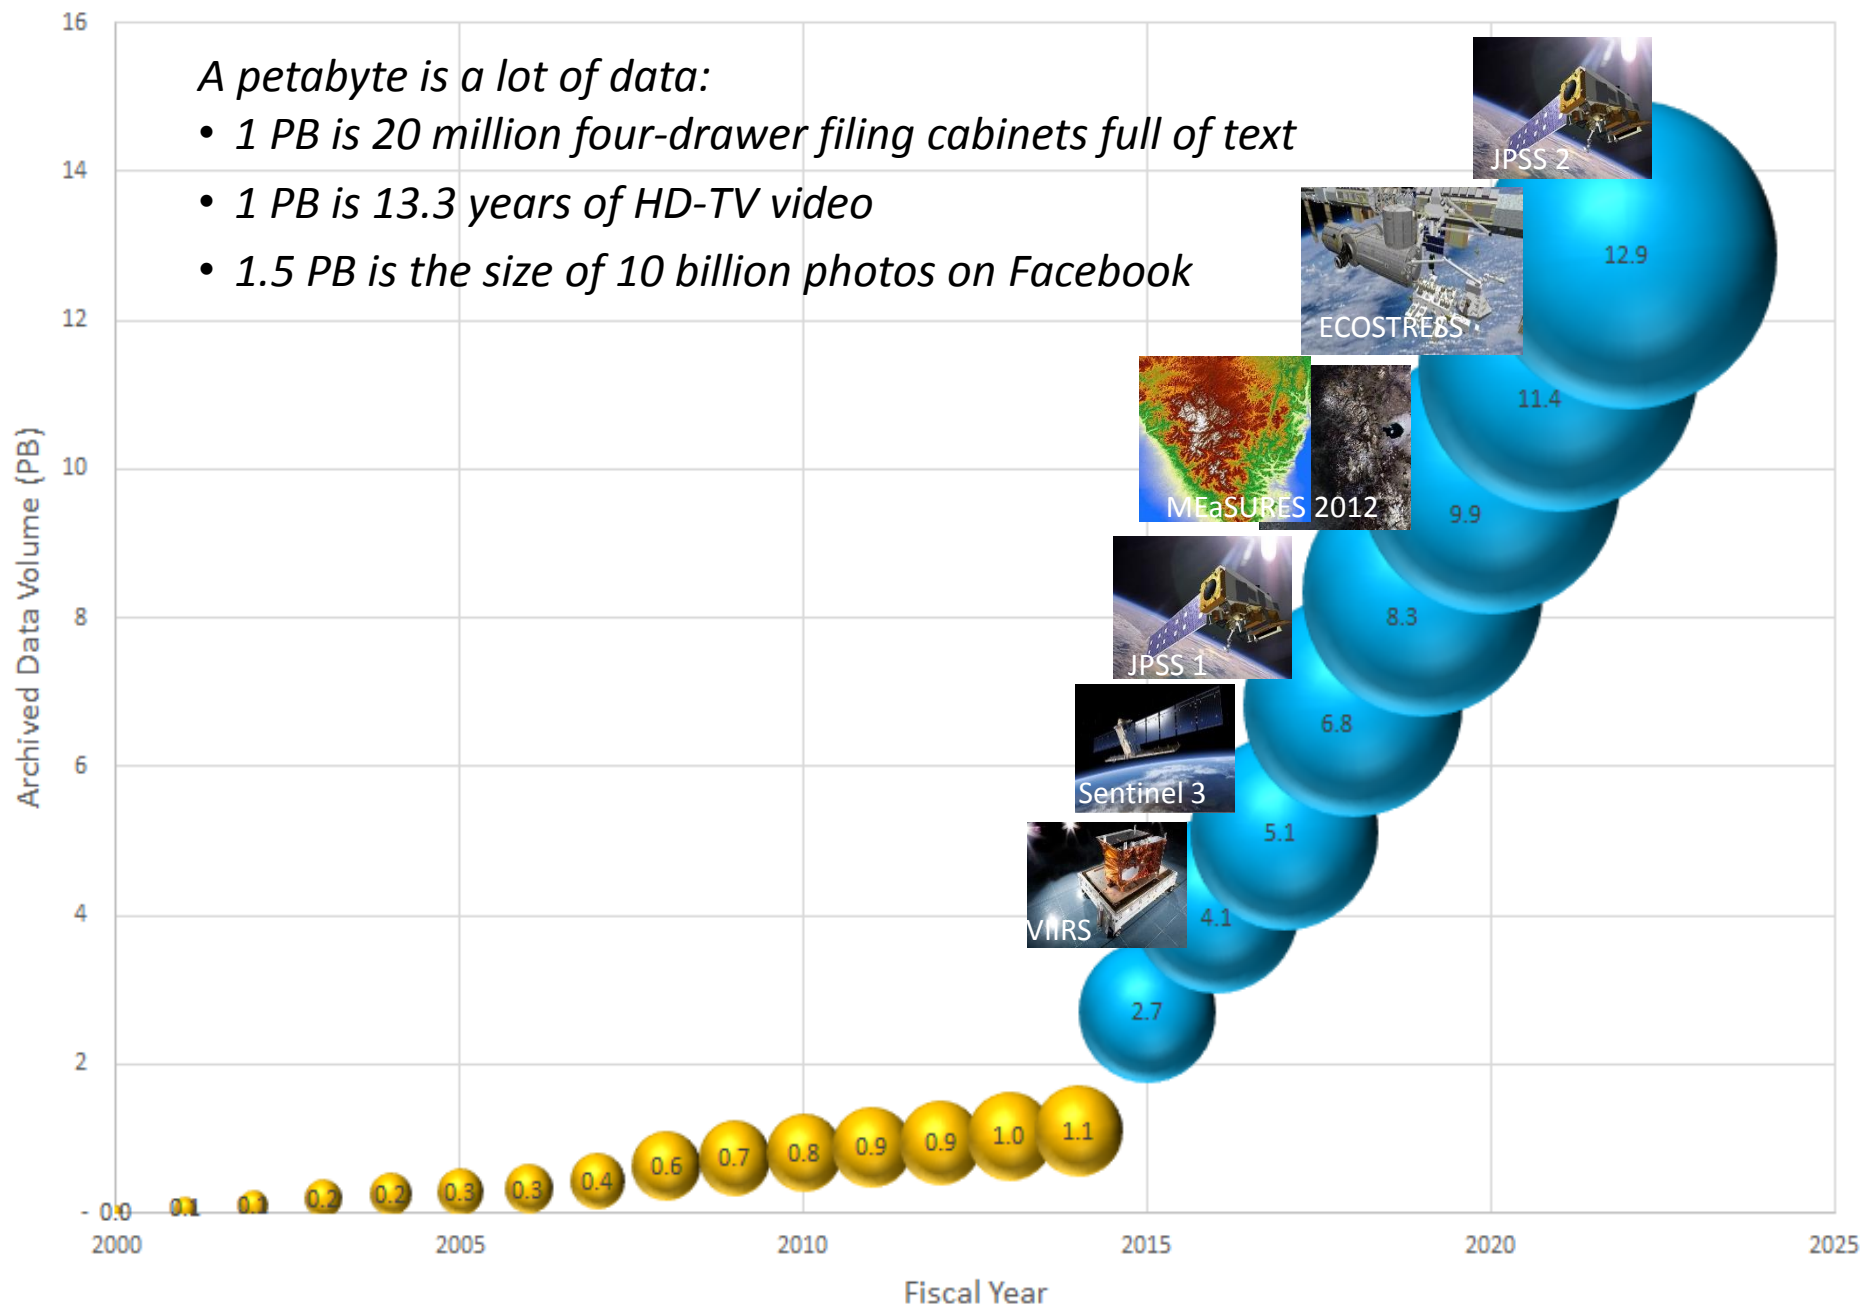 16
A petabyte is a lot of data:
• 1 PB is 20 million four-drawer filing cabinets full of text
• 1 PB is 13.3 years of HD-TV video
• 1.5 PB is the size of 10 billion photos on Facebook
JPSS 2
14
12.9
12
ECOSTRESS
11.4
10
MEaSURES 2012
9.9
8
8.3
JPSS 1
6.8
6
Sentinel 3
5.1
4
4.1
VIIRS
2.7
2
1.1
1.0
0.9
0.9
0.8
0.7
0.6
0.4
0.3
0.3
0.2
0.2
0.1
0.1
- 0.0
Archived Data Volume (PB)
2000 2005 2010 2015 2020 2025
Fiscal Year